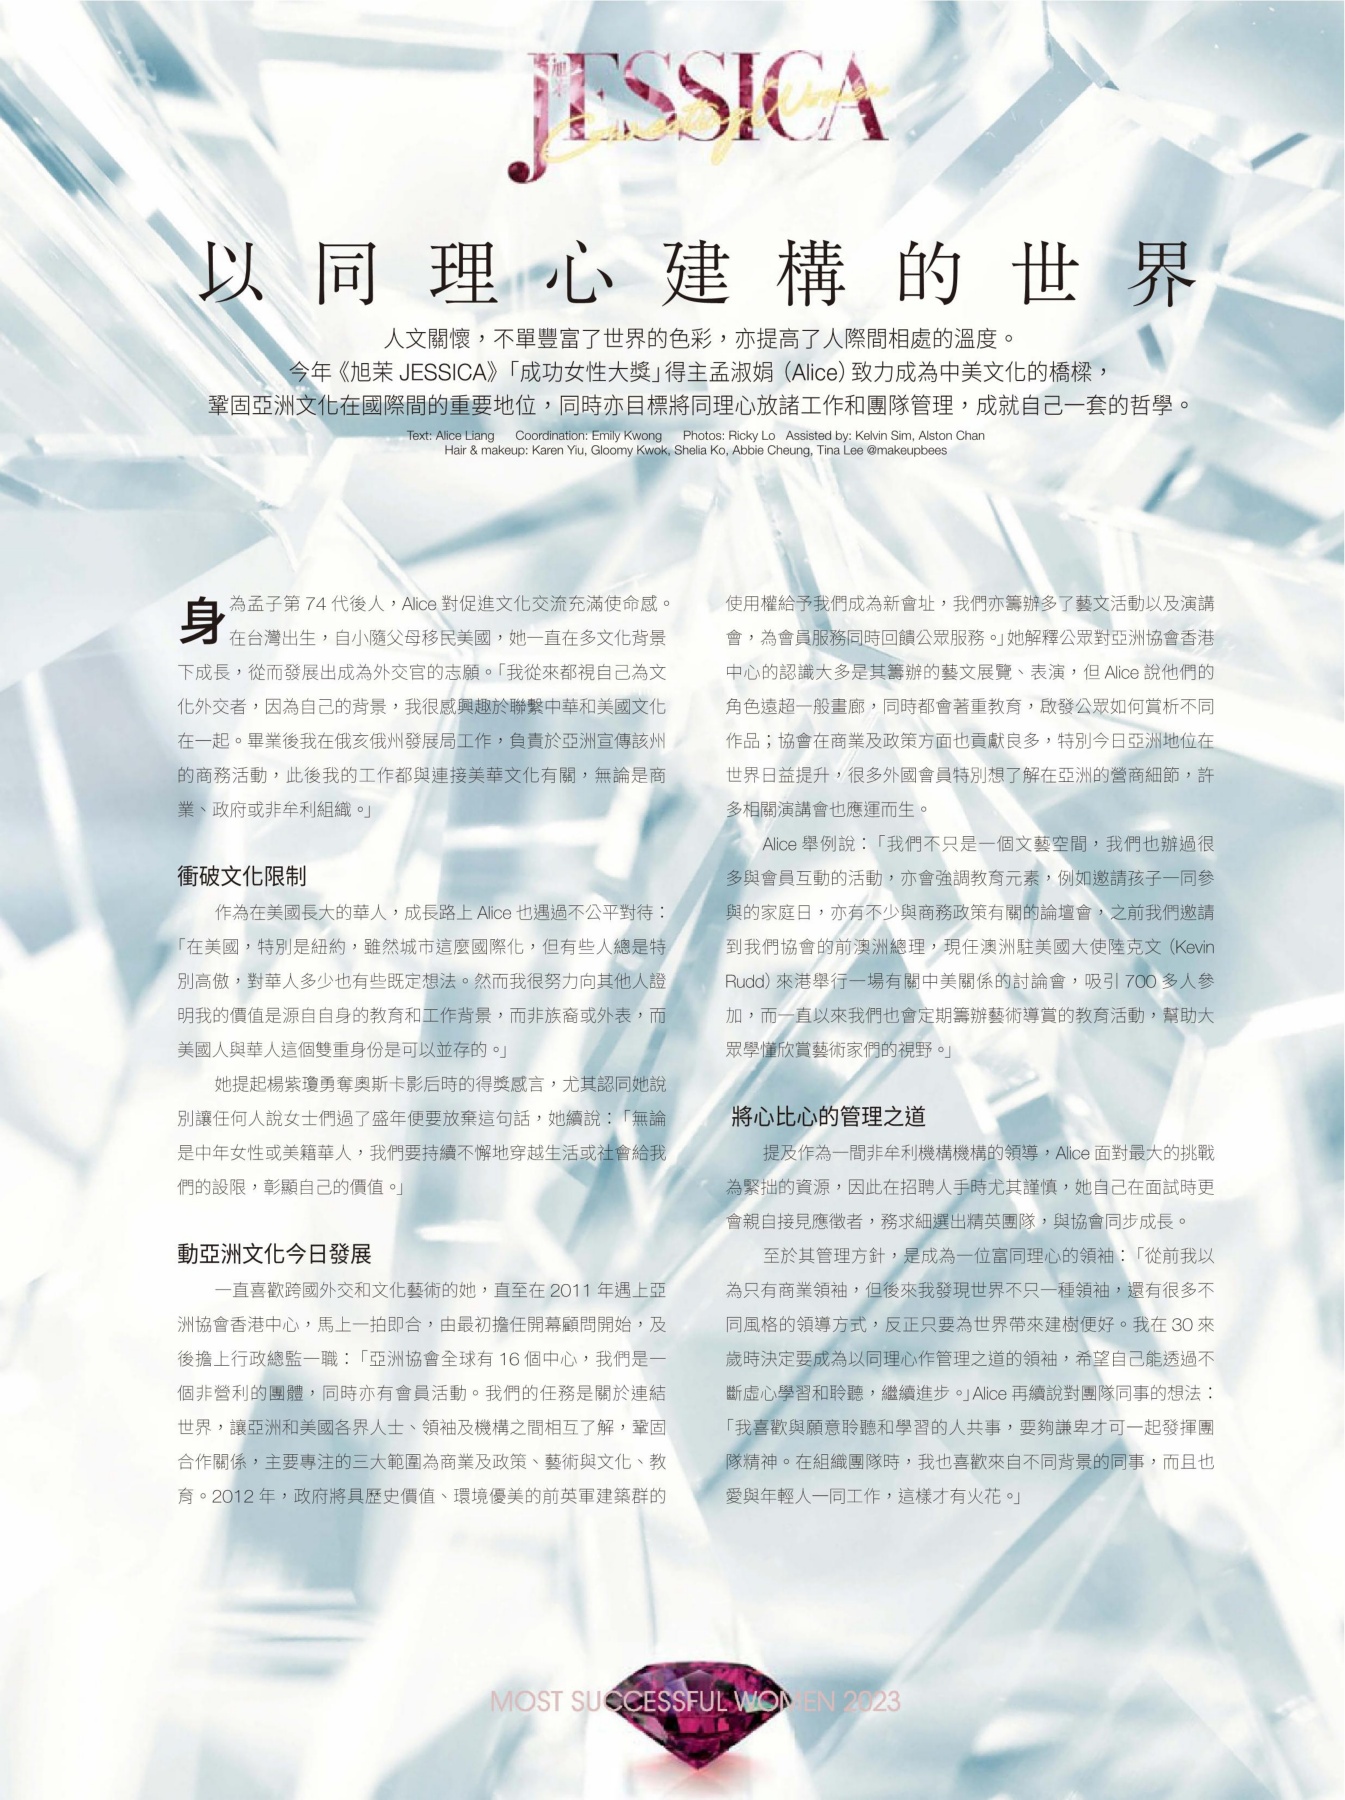 旭茉
JESSICA
Connecting Women
以同理心建構的世界
人文關懷，不單豐富了世界的色彩，亦提高了人際間相處的溫度。
今年《旭茉 JESSICA》「成功女性大獎」得主孟淑娟（Alice）致力成為中美文化的橋樑，
鞏固亞洲文化在國際間的重要地位，同時亦目標將同理心放諸工作和團隊管理，成就自己一套的哲學。
Text: Alice Liang Coordination: Emily Kwong Photos: Ricky Lo Assisted by: Kelvin Sim, Alston Chan
Hair & makeup: Karen Yiu, Gloomy Kwok, Shelia Ko, Abbie Cheung, Tina Lee @makeupbees
身為孟子第 74 代後人，Alice 對促進文化交流充滿使命感。
在台灣出生，自小隨父母移民美國，她一直在多文化背景
下成長，從而發展出成為外交官的志願。「我從來都視自己為文
化外交者，因為自己的背景，我很感興趣於聯繫中華和美國文化
在一起。畢業後我在俄亥俄州發展局工作，負責於亞洲宣傳該州
的商務活動，此後我的工作都與連接美華文化有關，無論是商
業、政府或非牟利組織。」
衝破文化限制
作為在美國長大的華人，成長路上 Alice 也遇過不公平對待：
「在美國，特別是紐約，雖然城市這麼國際化，但有些人總是特
別高傲，對華人多少也有些既定想法。然而我很努力向其他人證
明我的價值是源自自身的教育和工作背景，而非族裔或外表，而
美國人與華人這個雙重身份是可以並存的。」
她提起楊紫瓊勇奪奧斯卡影后時的得獎感言，尤其認同她說
別讓任何人說女士們過了盛年便要放棄這句話，她續說：「無論
是中年女性或美籍華人，我們要持續不懈地穿越生活或社會給我
們的設限，彰顯自己的價值。」
動亞洲文化今日發展
一直喜歡跨國外交和文化藝術的她，直至在 2011 年遇上亞
洲協會香港中心，馬上一拍即合，由最初擔任開幕顧問開始，及
後擔上行政總監一職：「亞洲協會全球有 16 個中心，我們是一
個非營利的團體，同時亦有會員活動。我們的任務是關於連結
世界，讓亞洲和美國各界人士、領袖及機構之間相互了解，鞏固
合作關係，主要專注的三大範圍為商業及政策、藝術與文化、教
育。2012 年，政府將具歷史價值、環境優美的前英軍建築群的
使用權給予我們成為新會址，我們亦籌辦多了藝文活動以及演講
會，為會員服務同時回饋公眾服務。」她解釋公眾對亞洲協會香港
中心的認識大多是其籌辦的藝文展覽、表演，但 Alice 說他們的
角色遠超一般畫廊，同時都會著重教育，啟發公眾如何賞析不同
作品；協會在商業及政策方面也貢獻良多，特別今日亞洲地位在
世界日益提升，很多外國會員特別想了解在亞洲的營商細節，許
多相關演講會也應運而生。
Alice 舉例說：「我們不只是一個文藝空間，我們也辦過很
多與會員互動的活動，亦會強調教育元素，例如邀請孩子一同參
與的家庭日，亦有不少與商務政策有關的論壇會，之前我們邀請
到我們協會的前澳洲總理，現任澳洲駐美國大使陸克文（Kevin
Rudd）來港舉行一場有關中美關係的討論會，吸引 700 多人參
加，而一直以來我們也會定期籌辦藝術導賞的教育活動，幫助大
眾學懂欣賞藝術家們的視野。」
將心比心的管理之道
提及作為一間非牟利機構機構的領導，Alice 面對最大的挑戰
為緊拙的資源，因此在招聘人手時尤其謹慎，她自己在面試時更
會親自接見應徵者，務求細選出精英團隊，與協會同步成長。
至於其管理方針，是成為一位富同理心的領袖：「從前我以
為只有商業領袖，但後來我發現世界不只一種領袖，還有很多不
同風格的領導方式，反正只要為世界帶來建樹便好。我在 30 來
歲時決定要成為以同理心作管理之道的領袖，希望自己能透過不
斷虛心學習和聆聽，繼續進步。」Alice 再續說對團隊同事的想法：
「我喜歡與願意聆聽和學習的人共事，要夠謙卑才可一起發揮團
隊精神。在組織團隊時，我也喜歡來自不同背景的同事，而且也
愛與年輕人一同工作，這樣才有火花。」
MOST SUCCESSFUL WOMEN 2023